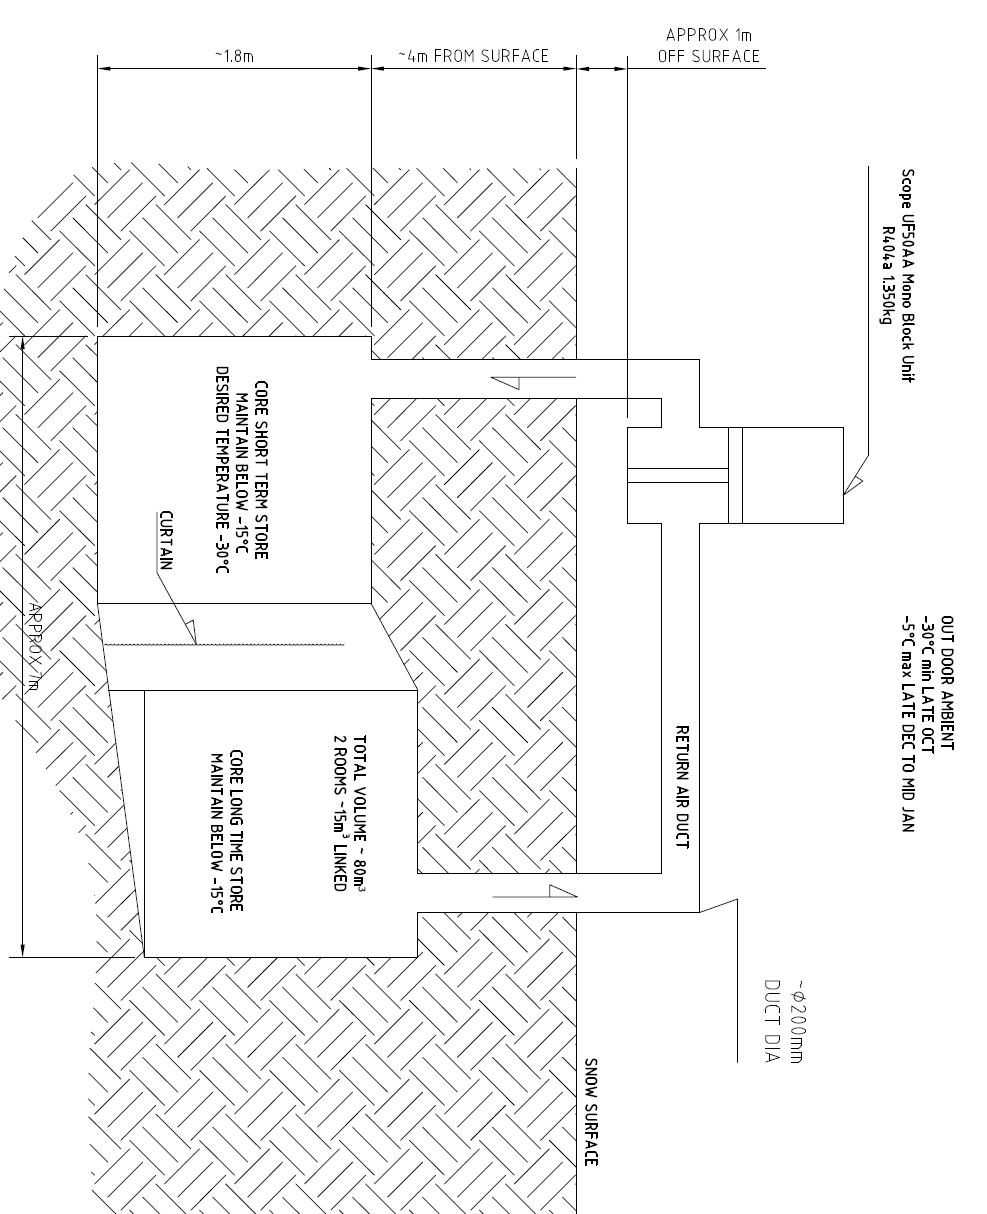 APPROX 1m
OFF SURFACE
~4m FROM SURFACE
~1.8m
Scope UF50AA Mono Block Unit
R404a 1.350kg
OUT DOOR AMBIENT
-30°C min LATE OCT
-5°C max LATE DEC TO MID JAN
RETURN AIR DUCT
~Ø200mm
DUCT DIA
SNOW SURFACE
CORE SHORT TERM STORE
MAINTAIN BELOW -15°C
DESIRED TEMPERATURE -30°C
CURTAIN
TOTAL VOLUME ~ 80m³
2 ROOMS ~15m³ LINKED
CORE LONG TIME STORE
MAINTAIN BELOW -15°C
APPROX 7m